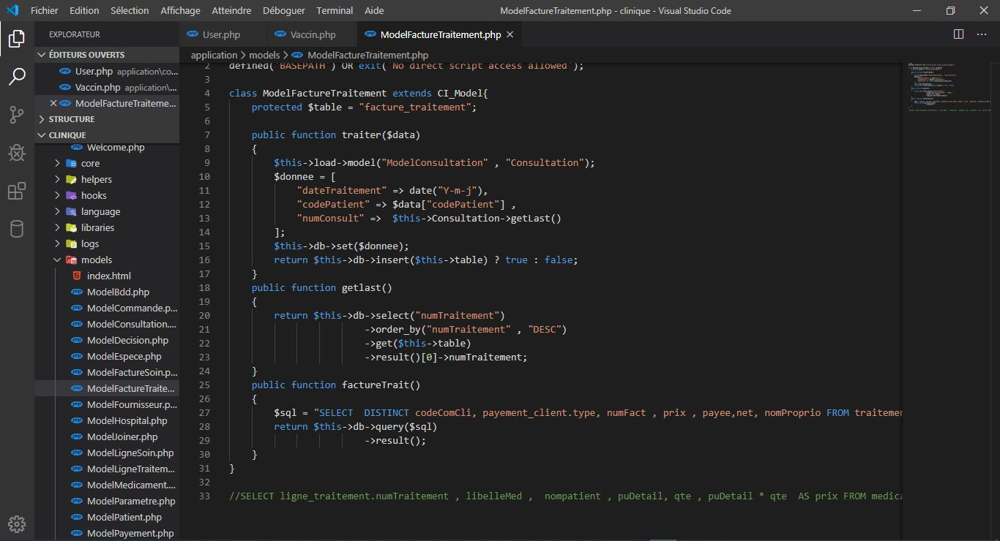 Fichier Edition Sélection Affichage Atteindre Déboguer Terminal Aide ModelFactureTraitement.php - clinique - Visual Studio Code
EXPLORATEUR
ÉDITEURS OUVERTS
User.php application\co...
Vaccin.php application\...
ModelFactureTraiteme...
STRUCTURE
CLINIQUE
Welcome.php
core
helpers
hooks
language
libraries
logs
models
index.html
ModelBdd.php
ModelCommande.p...
ModelConsultation....
ModelDecision.php
ModelEspece.php
ModelFactureSoin.p...
ModelFactureTraite...
ModelFournisseur.p...
ModelHospital.php
ModelJoiner.php
ModelLigneSoin.php
ModelLigneTraitem...
ModelMedicament....
ModelParametre.php
ModelPatient.php
ModelPayement.php
User.php Vaccin.php ModelFactureTraitement.php
application > models > ModelFactureTraitement.php
2 defined('BASEPATH') OR exit('No direct script access allowed');
3
4 class ModelFactureTraitement extends CI_Model{
5 protected $table = "facture_traitement";
6
7 public function traiter($data)
8 {
9 $this->load->model("ModelConsultation" , "Consultation");
10 $donnee = [
11 "dateTraitement" => date("Y-m-j"),
12 "codePatient" => $data["codePatient"] ,
13 "numConsult" =>  $this->Consultation->getLast()
14 ];
15 $this->db->set($donnee);
16 return $this->db->insert($this->table) ? true : false;
17 }
18 public function getlast()
19 {
20 return $this->db->select("numTraitement")
21 ->order_by("numTraitement" , "DESC")
22 ->get($this->table)
23 ->result()[0]->numTraitement;
24 }
25 public function factureTrait()
26 {
27 $sql = "SELECT  DISTINCT codeComCli, payement_client.type, numFact , prix , payee,net, nomProprio FROM traitemen
28 return $this->db->query($sql)
29 ->result();
30 }
31 }
32
33 //SELECT ligne_traitement.numTraitement , libelleMed ,  nompatient , puDetail, qte , puDetail * qte  AS prix FROM medica